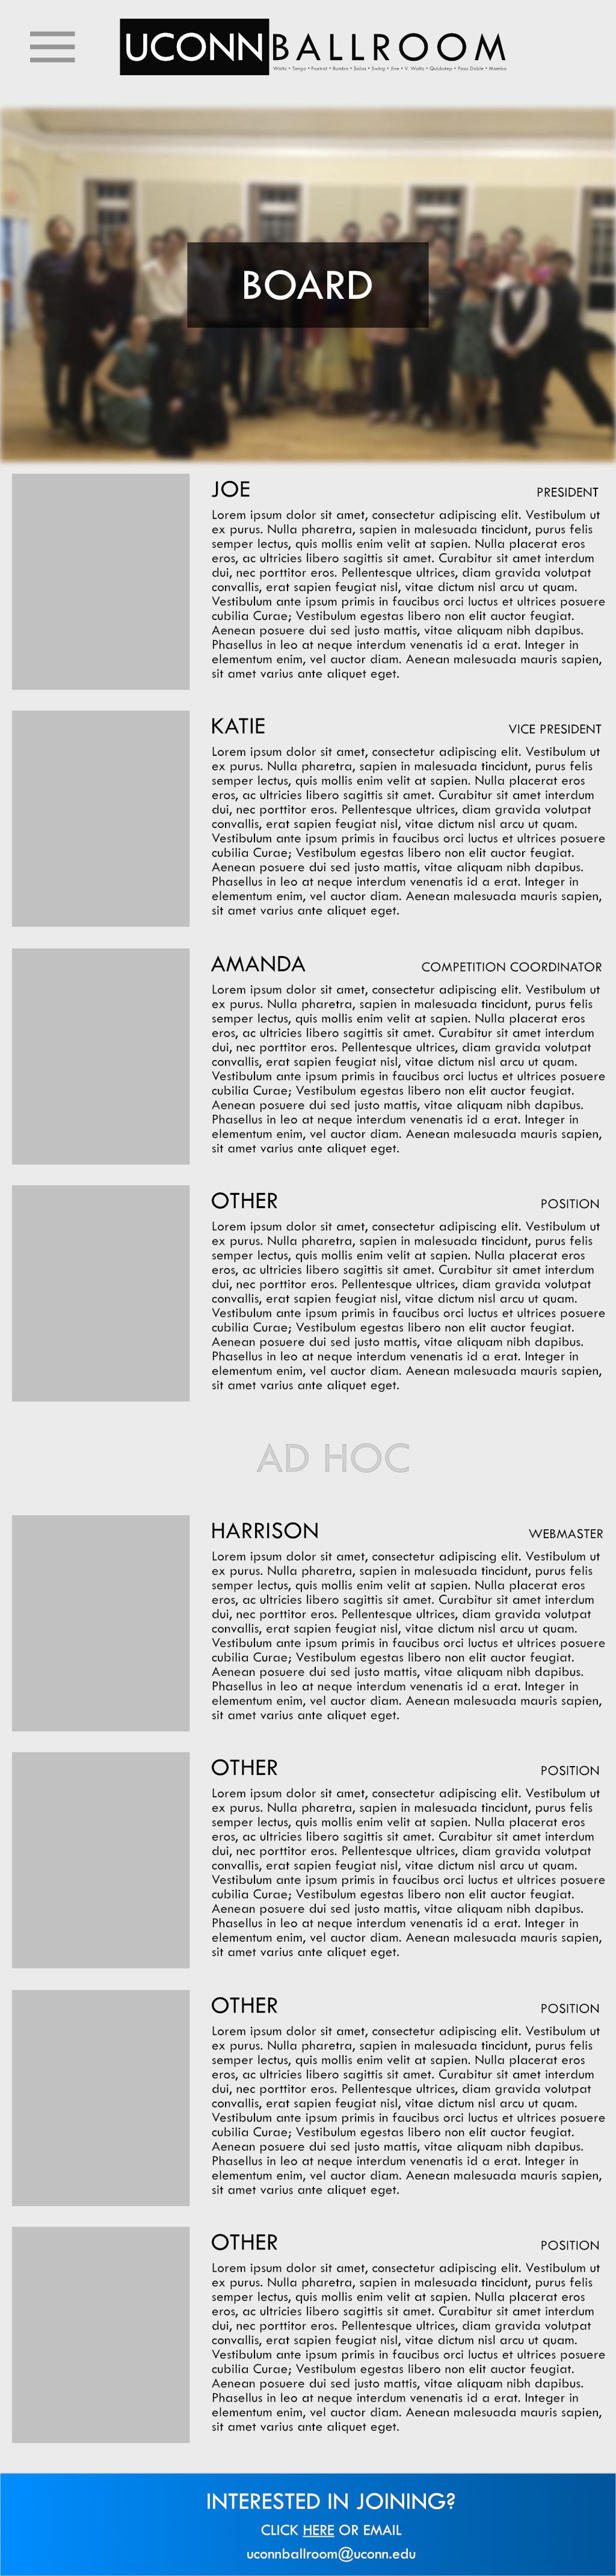 UCONN BALLROOM
Waltz • Tango • Foxtrot • Rumba • Salsa • Swing • Jive • V. Waltz • Quickstep • Paso Doble • Mambo
BOARD
JOE PRESIDENT
Lorem ipsum dolor sit amet, consectetur adipiscing elit. Vestibulum ut
ex purus. Nulla pharetra, sapien in malesuada tincidunt, purus felis
semper lectus, quis mollis enim velit at sapien. Nulla placerat eros
eros, ac ultricies libero sagittis sit amet. Curabitur sit amet interdum
dui, nec porttitor eros. Pellentesque ultrices, diam gravida volutpat
convallis, erat sapien feugiat nisl, vitae dictum nisl arcu ut quam.
Vestibulum ante ipsum primis in faucibus orci luctus et ultrices posuere
cubilia Curae; Vestibulum egestas libero non elit auctor feugiat.
Aenean posuere dui sed justo mattis, vitae aliquam nibh dapibus.
Phasellus in leo at neque interdum venenatis id a erat. Integer in
elementum enim, vel auctor diam. Aenean malesuada mauris sapien,
sit amet varius ante aliquet eget.
KATIE VICE PRESIDENT
Lorem ipsum dolor sit amet, consectetur adipiscing elit. Vestibulum ut
ex purus. Nulla pharetra, sapien in malesuada tincidunt, purus felis
semper lectus, quis mollis enim velit at sapien. Nulla placerat eros
eros, ac ultricies libero sagittis sit amet. Curabitur sit amet interdum
dui, nec porttitor eros. Pellentesque ultrices, diam gravida volutpat
convallis, erat sapien feugiat nisl, vitae dictum nisl arcu ut quam.
Vestibulum ante ipsum primis in faucibus orci luctus et ultrices posuere
cubilia Curae; Vestibulum egestas libero non elit auctor feugiat.
Aenean posuere dui sed justo mattis, vitae aliquam nibh dapibus.
Phasellus in leo at neque interdum venenatis id a erat. Integer in
elementum enim, vel auctor diam. Aenean malesuada mauris sapien,
sit amet varius ante aliquet eget.
AMANDA COMPETITION COORDINATOR
Lorem ipsum dolor sit amet, consectetur adipiscing elit. Vestibulum ut
ex purus. Nulla pharetra, sapien in malesuada tincidunt, purus felis
semper lectus, quis mollis enim velit at sapien. Nulla placerat eros
eros, ac ultricies libero sagittis sit amet. Curabitur sit amet interdum
dui, nec porttitor eros. Pellentesque ultrices, diam gravida volutpat
convallis, erat sapien feugiat nisl, vitae dictum nisl arcu ut quam.
Vestibulum ante ipsum primis in faucibus orci luctus et ultrices posuere
cubilia Curae; Vestibulum egestas libero non elit auctor feugiat.
Aenean posuere dui sed justo mattis, vitae aliquam nibh dapibus.
Phasellus in leo at neque interdum venenatis id a erat. Integer in
elementum enim, vel auctor diam. Aenean malesuada mauris sapien,
sit amet varius ante aliquet eget.
OTHER POSITION
Lorem ipsum dolor sit amet, consectetur adipiscing elit. Vestibulum ut
ex purus. Nulla pharetra, sapien in malesuada tincidunt, purus felis
semper lectus, quis mollis enim velit at sapien. Nulla placerat eros
eros, ac ultricies libero sagittis sit amet. Curabitur sit amet interdum
dui, nec porttitor eros. Pellentesque ultrices, diam gravida volutpat
convallis, erat sapien feugiat nisl, vitae dictum nisl arcu ut quam.
Vestibulum ante ipsum primis in faucibus orci luctus et ultrices posuere
cubilia Curae; Vestibulum egestas libero non elit auctor feugiat.
Aenean posuere dui sed justo mattis, vitae aliquam nibh dapibus.
Phasellus in leo at neque interdum venenatis id a erat. Integer in
elementum enim, vel auctor diam. Aenean malesuada mauris sapien,
sit amet varius ante aliquet eget.
AD HOC
HARRISON WEBMASTER
Lorem ipsum dolor sit amet, consectetur adipiscing elit. Vestibulum ut
ex purus. Nulla pharetra, sapien in malesuada tincidunt, purus felis
semper lectus, quis mollis enim velit at sapien. Nulla placerat eros
eros, ac ultricies libero sagittis sit amet. Curabitur sit amet interdum
dui, nec porttitor eros. Pellentesque ultrices, diam gravida volutpat
convallis, erat sapien feugiat nisl, vitae dictum nisl arcu ut quam.
Vestibulum ante ipsum primis in faucibus orci luctus et ultrices posuere
cubilia Curae; Vestibulum egestas libero non elit auctor feugiat.
Aenean posuere dui sed justo mattis, vitae aliquam nibh dapibus.
Phasellus in leo at neque interdum venenatis id a erat. Integer in
elementum enim, vel auctor diam. Aenean malesuada mauris sapien,
sit amet varius ante aliquet eget.
OTHER POSITION
Lorem ipsum dolor sit amet, consectetur adipiscing elit. Vestibulum ut
ex purus. Nulla pharetra, sapien in malesuada tincidunt, purus felis
semper lectus, quis mollis enim velit at sapien. Nulla placerat eros
eros, ac ultricies libero sagittis sit amet. Curabitur sit amet interdum
dui, nec porttitor eros. Pellentesque ultrices, diam gravida volutpat
convallis, erat sapien feugiat nisl, vitae dictum nisl arcu ut quam.
Vestibulum ante ipsum primis in faucibus orci luctus et ultrices posuere
cubilia Curae; Vestibulum egestas libero non elit auctor feugiat.
Aenean posuere dui sed justo mattis, vitae aliquam nibh dapibus.
Phasellus in leo at neque interdum venenatis id a erat. Integer in
elementum enim, vel auctor diam. Aenean malesuada mauris sapien,
sit amet varius ante aliquet eget.
OTHER POSITION
Lorem ipsum dolor sit amet, consectetur adipiscing elit. Vestibulum ut
ex purus. Nulla pharetra, sapien in malesuada tincidunt, purus felis
semper lectus, quis mollis enim velit at sapien. Nulla placerat eros
eros, ac ultricies libero sagittis sit amet. Curabitur sit amet interdum
dui, nec porttitor eros. Pellentesque ultrices, diam gravida volutpat
convallis, erat sapien feugiat nisl, vitae dictum nisl arcu ut quam.
Vestibulum ante ipsum primis in faucibus orci luctus et ultrices posuere
cubilia Curae; Vestibulum egestas libero non elit auctor feugiat.
Aenean posuere dui sed justo mattis, vitae aliquam nibh dapibus.
Phasellus in leo at neque interdum venenatis id a erat. Integer in
elementum enim, vel auctor diam. Aenean malesuada mauris sapien,
sit amet varius ante aliquet eget.
OTHER POSITION
Lorem ipsum dolor sit amet, consectetur adipiscing elit. Vestibulum ut
ex purus. Nulla pharetra, sapien in malesuada tincidunt, purus felis
semper lectus, quis mollis enim velit at sapien. Nulla placerat eros
eros, ac ultricies libero sagittis sit amet. Curabitur sit amet interdum
dui, nec porttitor eros. Pellentesque ultrices, diam gravida volutpat
convallis, erat sapien feugiat nisl, vitae dictum nisl arcu ut quam.
Vestibulum ante ipsum primis in faucibus orci luctus et ultrices posuere
cubilia Curae; Vestibulum egestas libero non elit auctor feugiat.
Aenean posuere dui sed justo mattis, vitae aliquam nibh dapibus.
Phasellus in leo at neque interdum venenatis id a erat. Integer in
elementum enim, vel auctor diam. Aenean malesuada mauris sapien,
sit amet varius ante aliquet eget.
INTERESTED IN JOINING?
CLICK HERE OR EMAIL
uconnballroom@uconn.edu